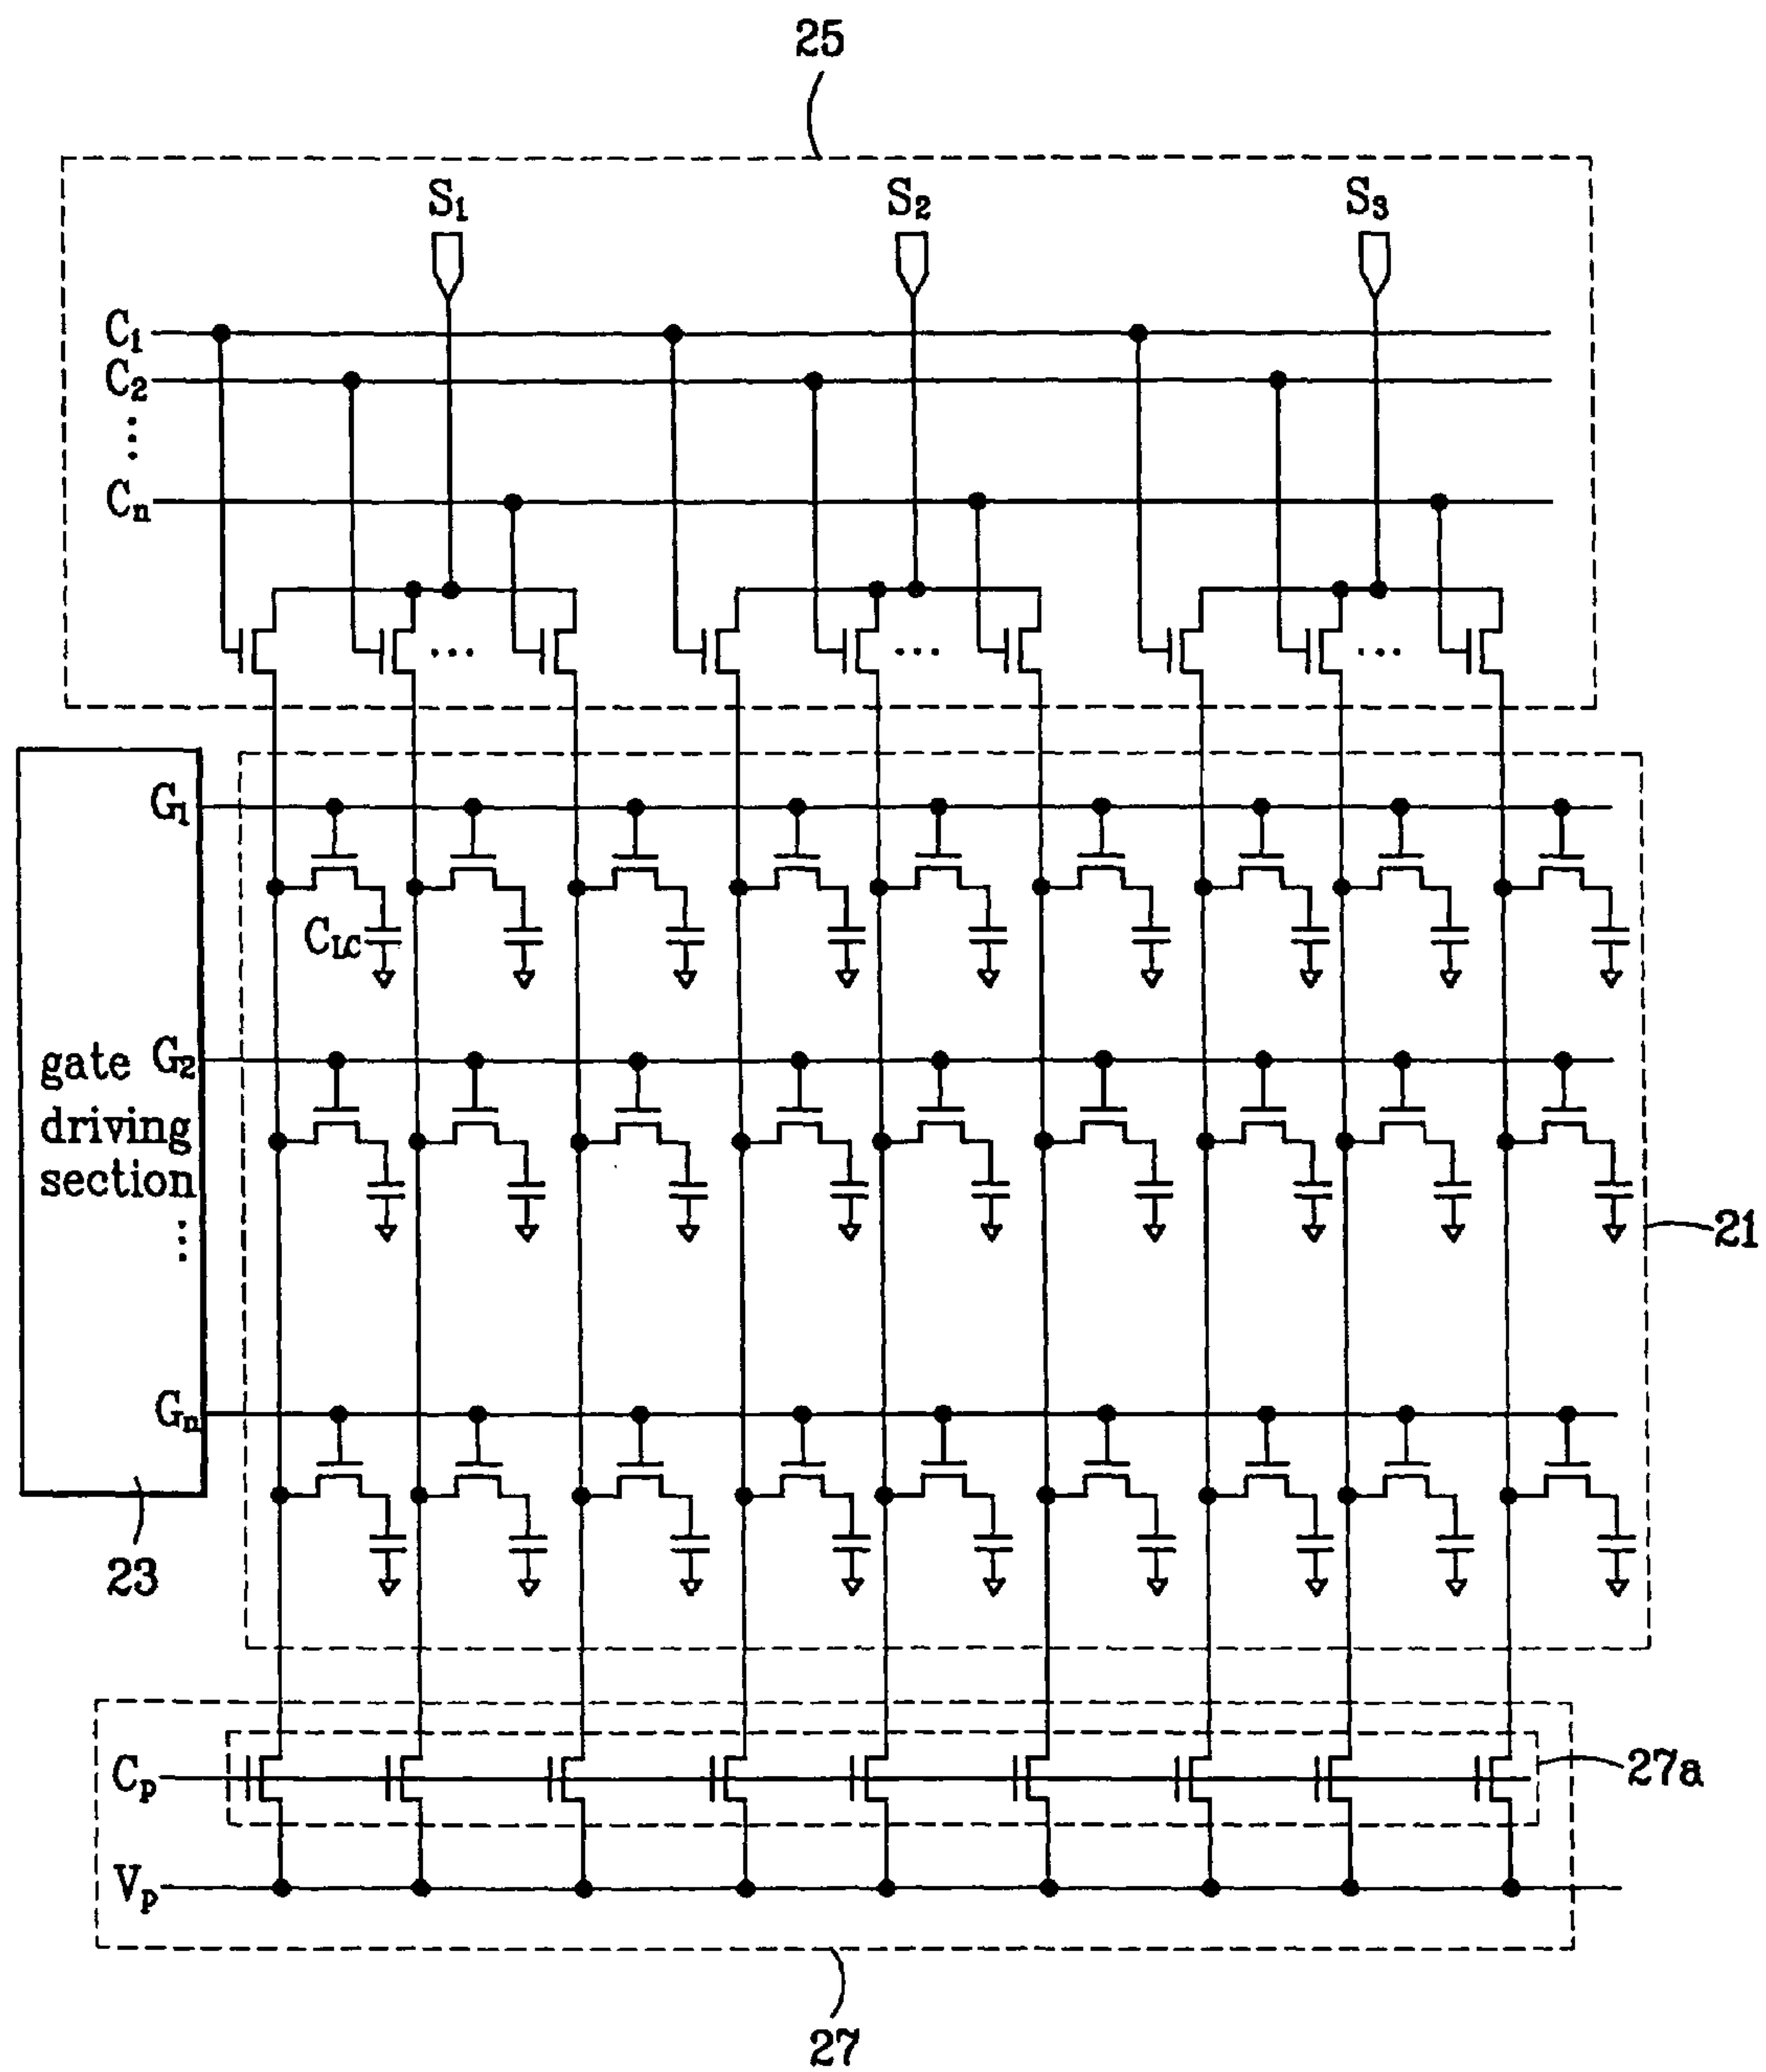 25
S₁ S₂ S₃
C₁
C₂
⋮
Cₙ
... ... ...
G₁
C_LC
gate G₂
driving
section
⋮
21
Gₙ
23
Cₚ
27a
Vₚ
27